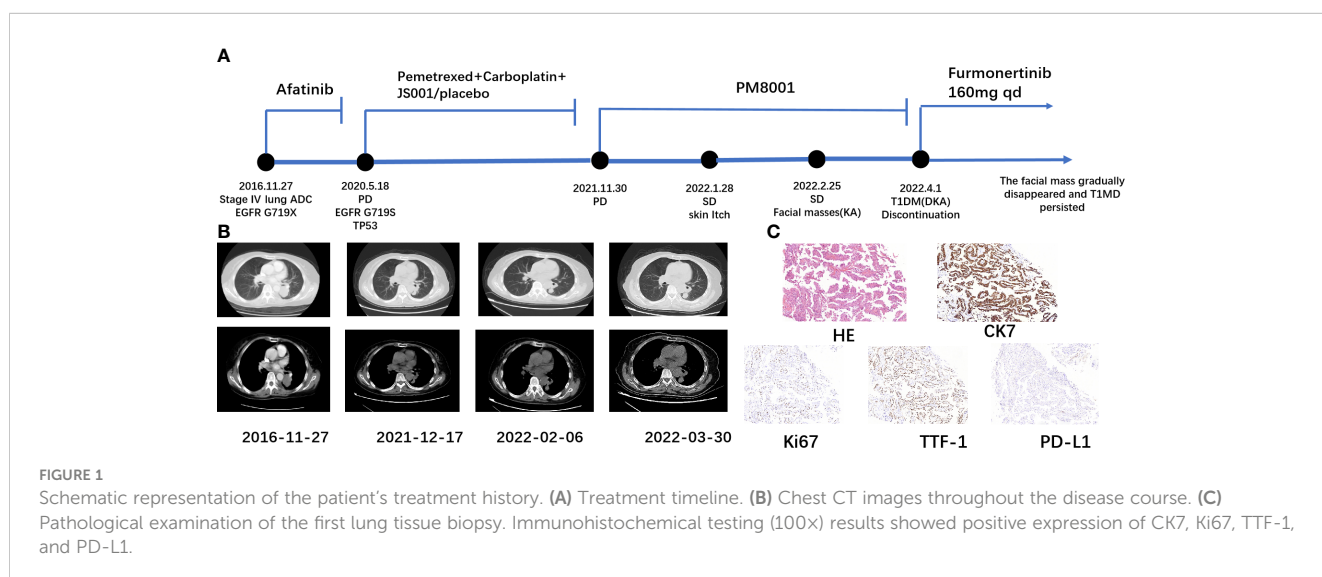 A
Afatinib
Pemetrexed+Carboplatin+
JS001/placebo
PM8001
Furmonertinib
160mg qd
2016.11.27
Stage IV lung ADC
EGFR G719X
2020.5.18
PD
EGFR G719S
TP53
2021.11.30
PD
2022.1.28
SD
skin Itch
2022.2.25
SD
Facial masses(KA)
2022.4.1
T1DM(DKA)
Discontinuation
The facial mass gradually
disappeared and T1MD
persisted
B
2016-11-27
2021-12-17
2022-02-06
2022-03-30
C
HE
CK7
Ki67
TTF-1
PD-L1
FIGURE 1
Schematic representation of the patient's treatment history. (A) Treatment timeline. (B) Chest CT images throughout the disease course. (C)
Pathological examination of the first lung tissue biopsy. Immunohistochemical testing (100×) results showed positive expression of CK7, Ki67, TTF-1,
and PD-L1.